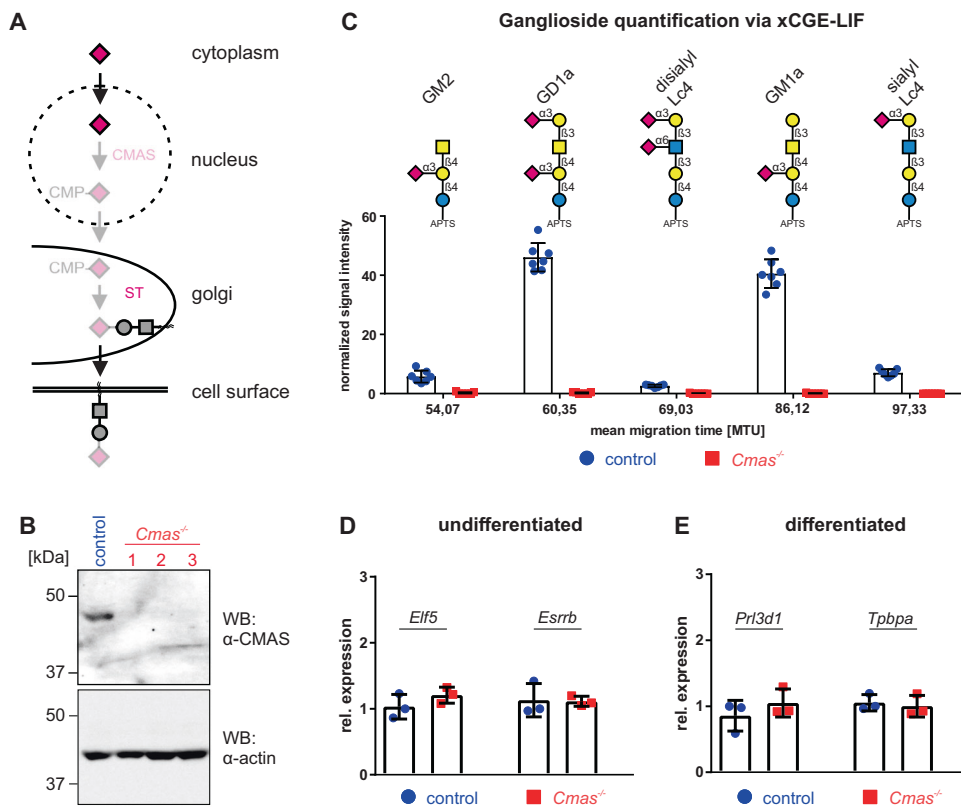 A
cytoplasm
nucleus
CMAS
CMP
CMP
ST
golgi
cell surface
B
[kDa]
control
Cmas-/-
1 2 3
50
37
WB:
α-CMAS
50
37
WB:
α-actin
C
Ganglioside quantification via xCGE-LIF
GM2
GD1a
disialyl
Lc4
GM1a
sialyl
Lc4
α3
ß4
ß4
APTS
α3
ß3
ß4
α3
ß4
APTS
α3
ß3
α6
ß3
ß4
APTS
ß3
ß4
α3
ß4
APTS
α3
ß3
ß3
ß4
APTS
normalized signal intensity
60
40
20
10
0
54,07 60,35 69,03 86,12 97,33
mean migration time [MTU]
control Cmas-/-
D
undifferentiated
rel. expression
3
2
1
0
Elf5 Esrrb
control Cmas-/-
E
differentiated
rel. expression
3
2
1
0
Prl3d1 Tpbpa
control Cmas-/-